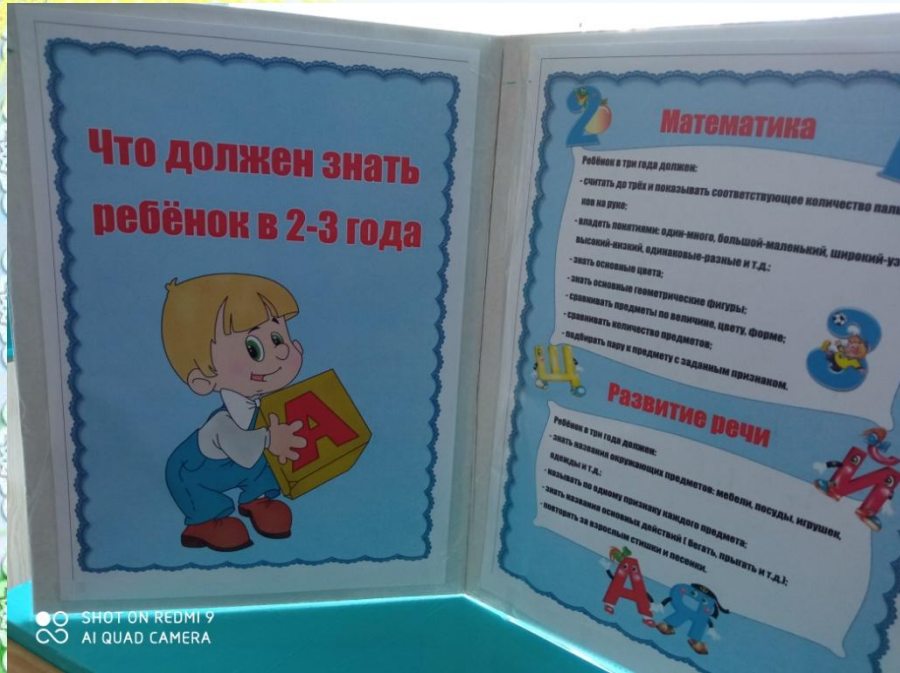 Что должен знать
ребёнок в 2-3 года
А
2
Математика
Ребёнок в три года должен:
- считать до трёх и показывать соответствующее количество паль
ков на руке;
- владеть понятиями: один-много, большой-маленький, широкий-уз
высокий-низкий, одинаковые-разные и т.д.;
- знать основные цвета;
- знать основные геометрические фигуры;
- сравнивать предметы по величине, цвету, форме;
- сравнивать количество предметов;
- подбирать пару к предмету с заданным признаком.
3
Щ
Развитие речи
Ребёнок в три года должен:
- знать названия окружающих предметов: мебели, посуды, игрушек,
одежды и т.д.;
- называть по одному признаку каждого предмета;
- знать названия основных действий ( бегать, прыгать и т.д.);
- повторять за взрослым стишки и песенки.
Й
А Я
SHOT ON REDMI 9
AI QUAD CAMERA